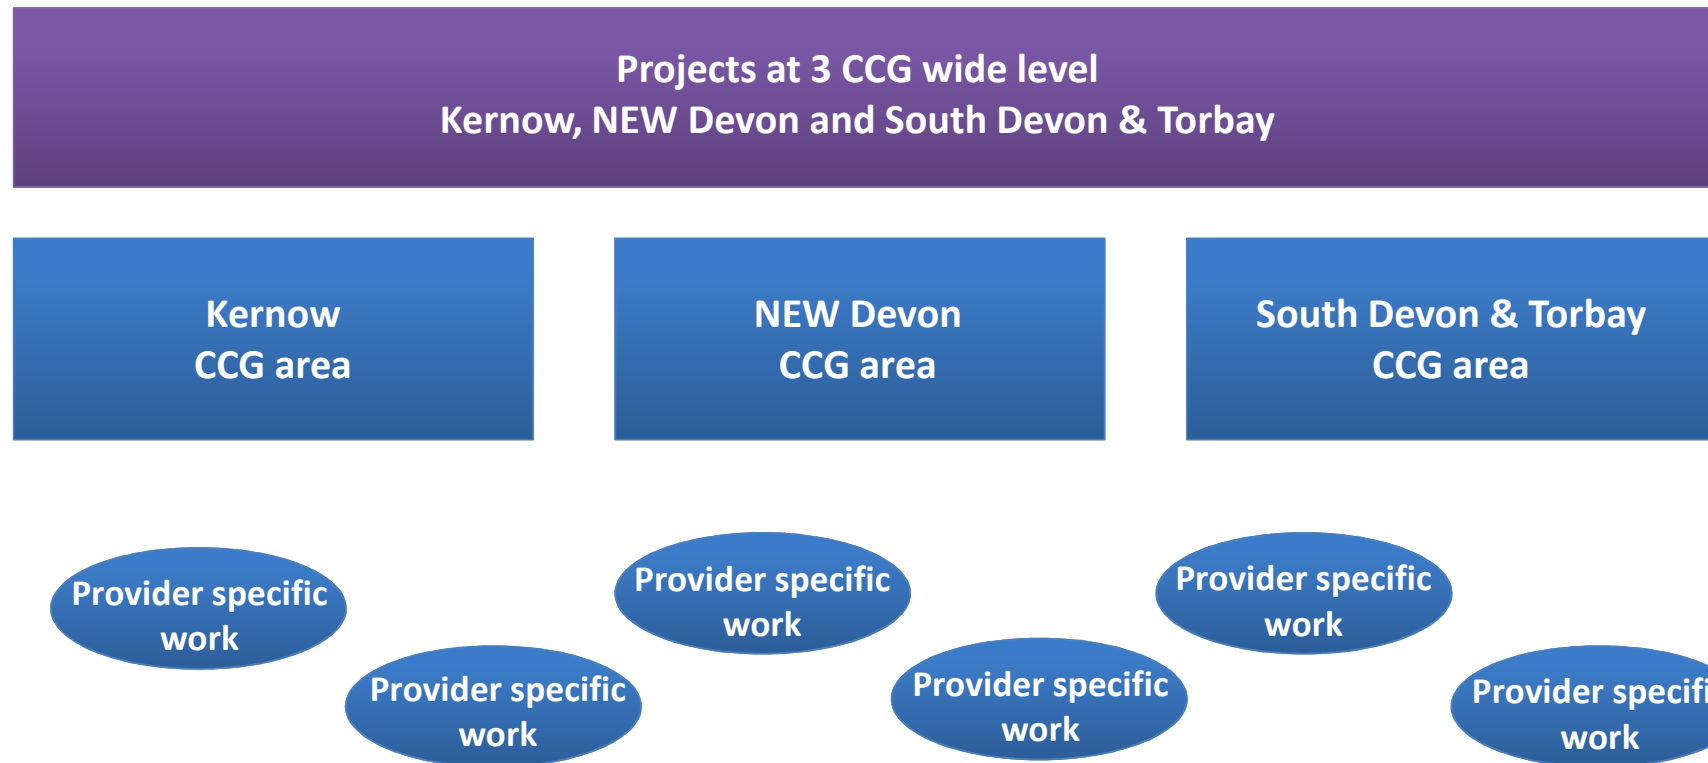 Projects at 3 CCG wide level
Kernow, NEW Devon and South Devon & Torbay
Kernow
CCG area
NEW Devon
CCG area
South Devon & Torbay
CCG area
Provider specific
work
Provider specific
work
Provider specific
work
Provider specific
work
Provider specific
work
Provider specifi
work